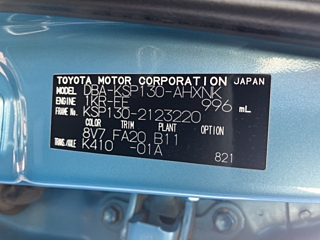 TOYOTA MOTOR CORPORATION JAPAN
MODEL DBA-KSP130-AHXNK
ENGINE 1KR-FE 996 mL
FRAME No. KSP130-2123220
COLOR TRIM PLANT OPTION
8V7 FA20 B11
TRANS./AXLE K410 -01A
821